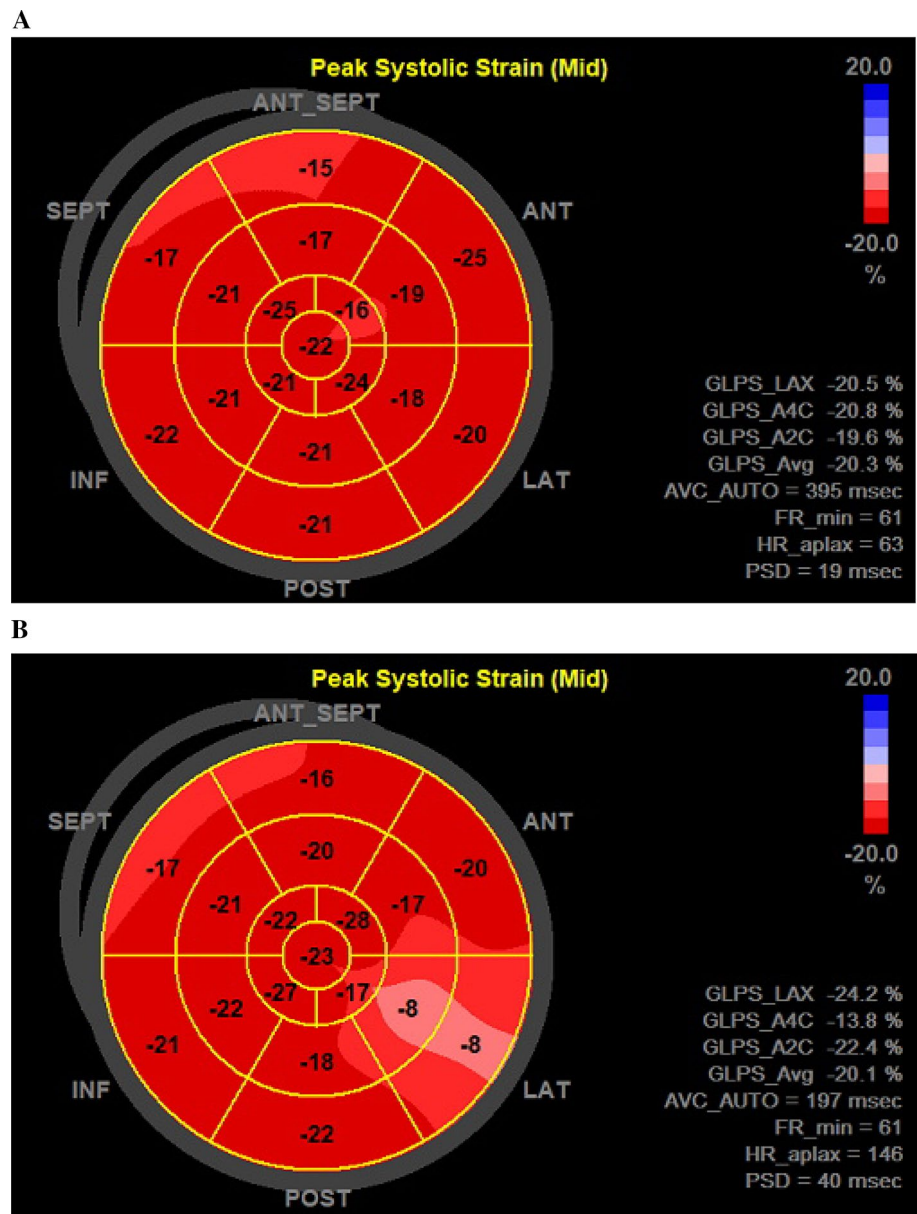 A
Peak Systolic Strain (Mid)
20.0
ANT_SEPT
-15
SEPT
ANT
-17
-17
-25
-20.0
%
-21
-19
-25
-16
-22
-21
-24
-21
-18
-22
-21
-20
INF
LAT
-21
POST
GLPS_LAX -20.5 %
GLPS_A4C -20.8 %
GLPS_A2C -19.6 %
GLPS_Avg -20.3 %
AVC_AUTO = 395 msec
FR_min = 61
HR_aplax = 63
PSD = 19 msec
B
Peak Systolic Strain (Mid)
20.0
ANT_SEPT
-16
SEPT
ANT
-20
-17
-20
-20.0
%
-21
-17
-22
-28
-23
-27
-17
-22
-8
-21
-18
-8
INF
LAT
-22
POST
GLPS_LAX -24.2 %
GLPS_A4C -13.8 %
GLPS_A2C -22.4 %
GLPS_Avg -20.1 %
AVC_AUTO = 197 msec
FR_min = 61
HR_aplax = 146
PSD = 40 msec